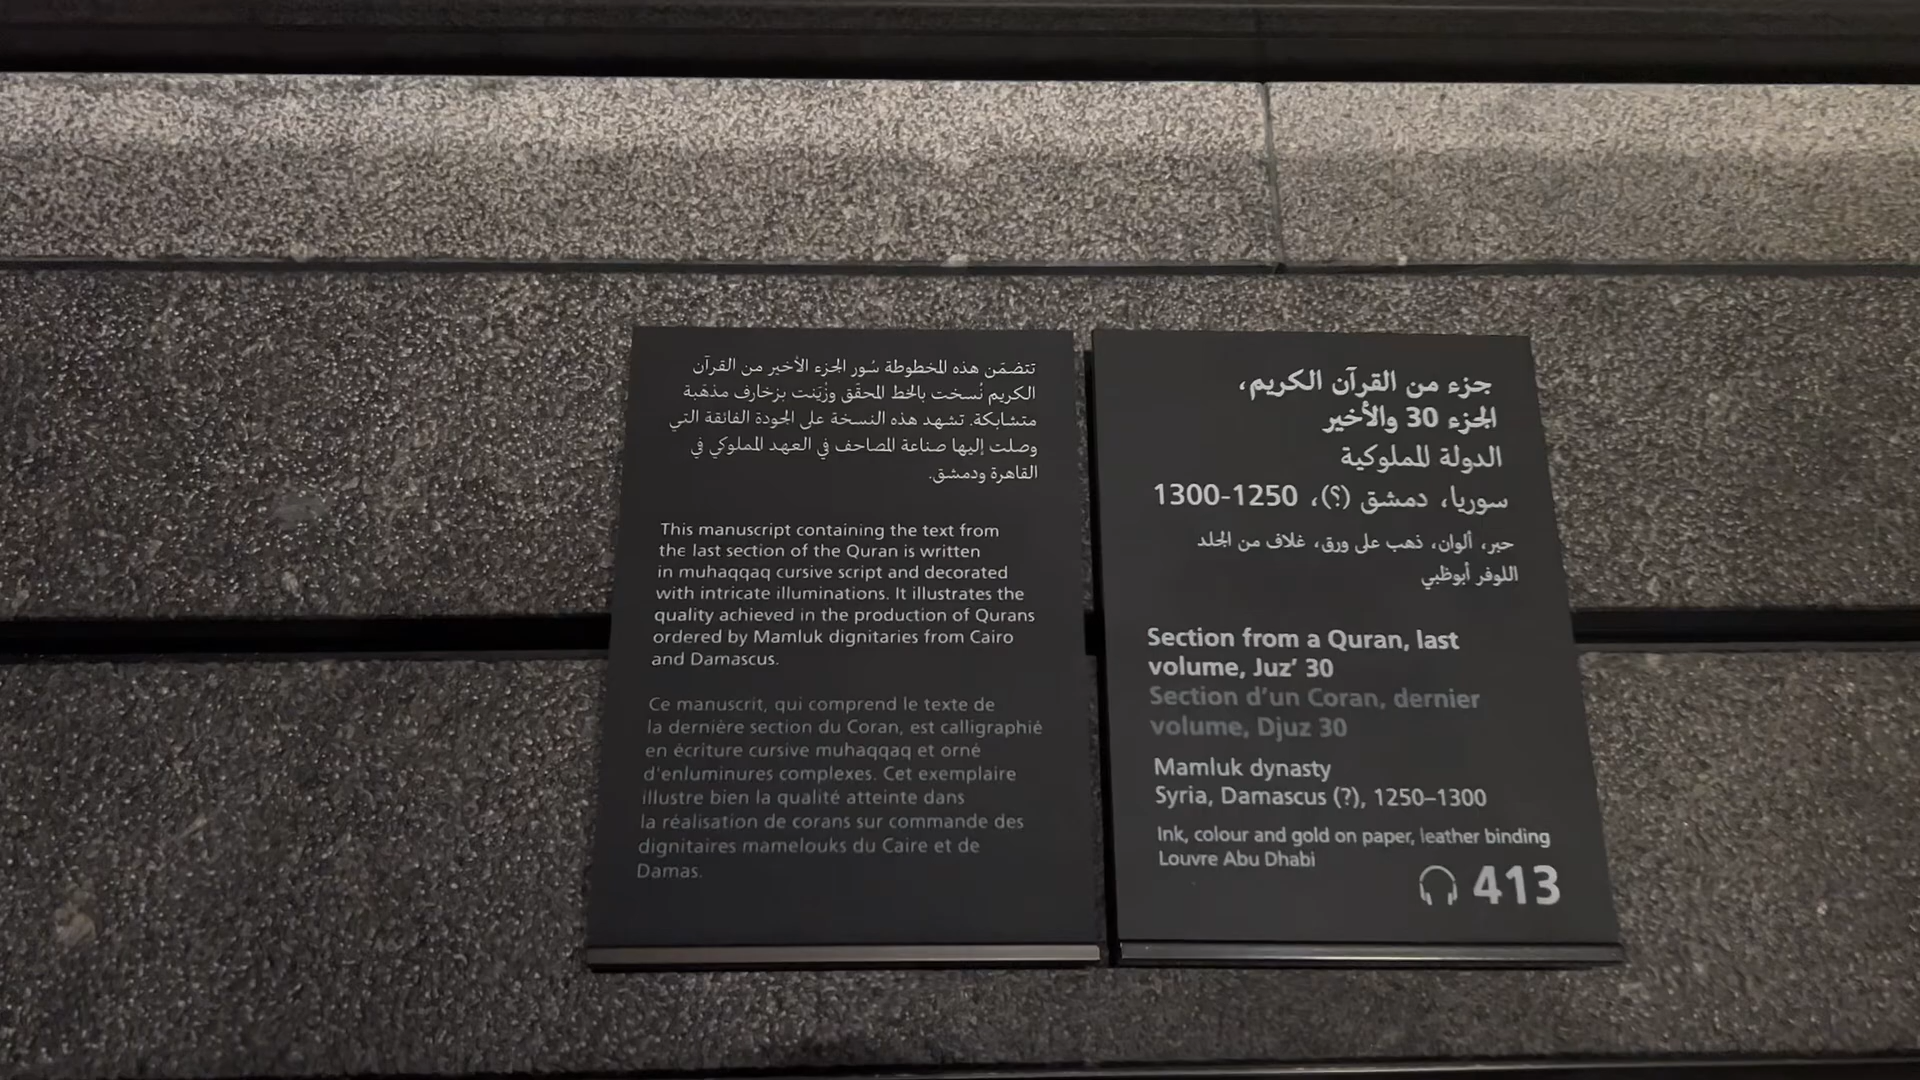 تتضمّن هذه المخطوطة سُور الجزء الأخير من القرآن
الكريم نُسخت بالخط المحقّق وزُيّنت بزخارف مذهّبة
متشابكة. تشهد هذه النسخة على الجودة الفائقة التي
وصلت إليها صناعة المصاحف في العهد المملوكي في
القاهرة ودمشق.
This manuscript containing the text from
the last section of the Quran is written
in muhaqqaq cursive script and decorated
with intricate illuminations. It illustrates the
quality achieved in the production of Qurans
ordered by Mamluk dignitaries from Cairo
and Damascus.
Ce manuscrit, qui comprend le texte de
la dernière section du Coran, est calligraphié
en écriture cursive muhaqqaq et orné
d'enluminures complexes. Cet exemplaire
illustre bien la qualité atteinte dans
la réalisation de corans sur commande des
dignitaires mamelouks du Caire et de
Damas.
جزء من القرآن الكريم،
الجزء 30 والأخير
الدولة المملوكية
سوريا، دمشق (؟)، 1250-1300
حبر، ألوان، ذهب على ورق، غلاف من الجلد
اللوفر أبوظبي
Section from a Quran, last
volume, Juz’ 30
Section d’un Coran, dernier
volume, Djuz 30
Mamluk dynasty
Syria, Damascus (?), 1250–1300
Ink, colour and gold on paper, leather binding
Louvre Abu Dhabi
413